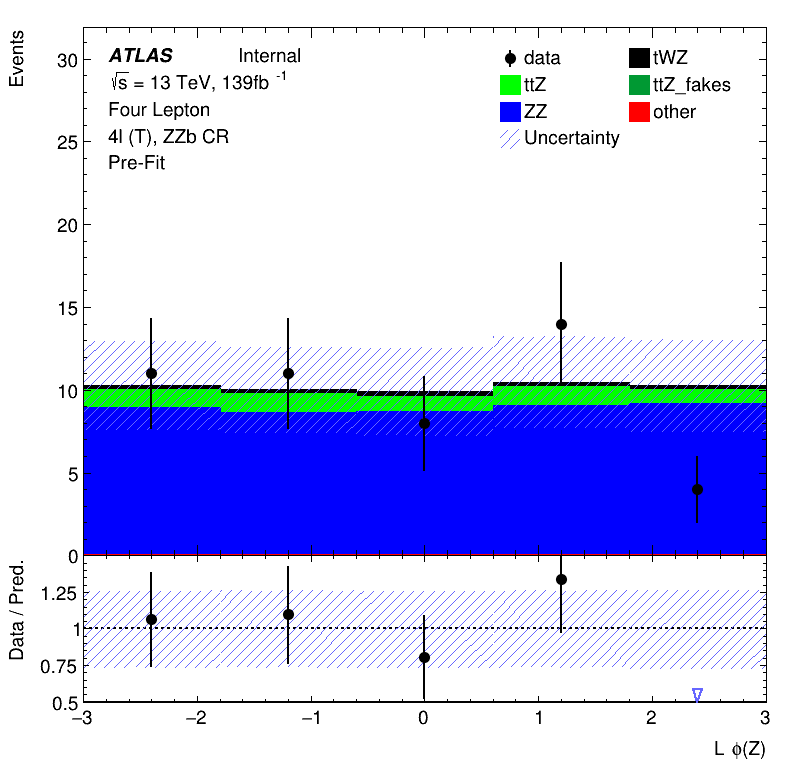 Events
30
25
20
15
10
5
0
ATLAS Internal
√s = 13 TeV, 139fb -1
Four Lepton
4l (T), ZZb CR
Pre-Fit
data
tWZ
ttZ
ttZ_fakes
ZZ
other
Uncertainty
Data / Pred.
1.25
1
0.75
0.5
−3 −2 −1 0 1 2 3
L ϕ(Z)